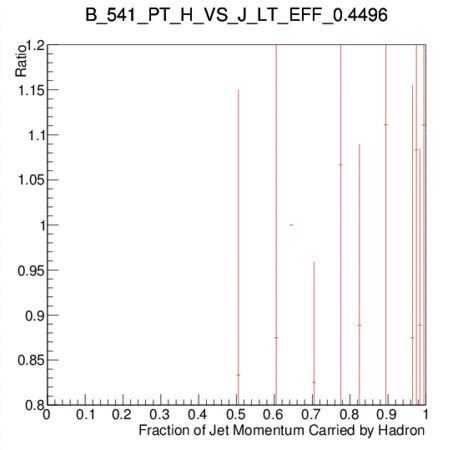 B_541_PT_H_VS_J_LT_EFF_0.4496
Ratio
1.2
1.15
1.1
1.05
1
0.95
0.9
0.85
0.8
0 0.1 0.2 0.3 0.4 0.5 0.6 0.7 0.8 0.9 1
Fraction of Jet Momentum Carried by Hadron